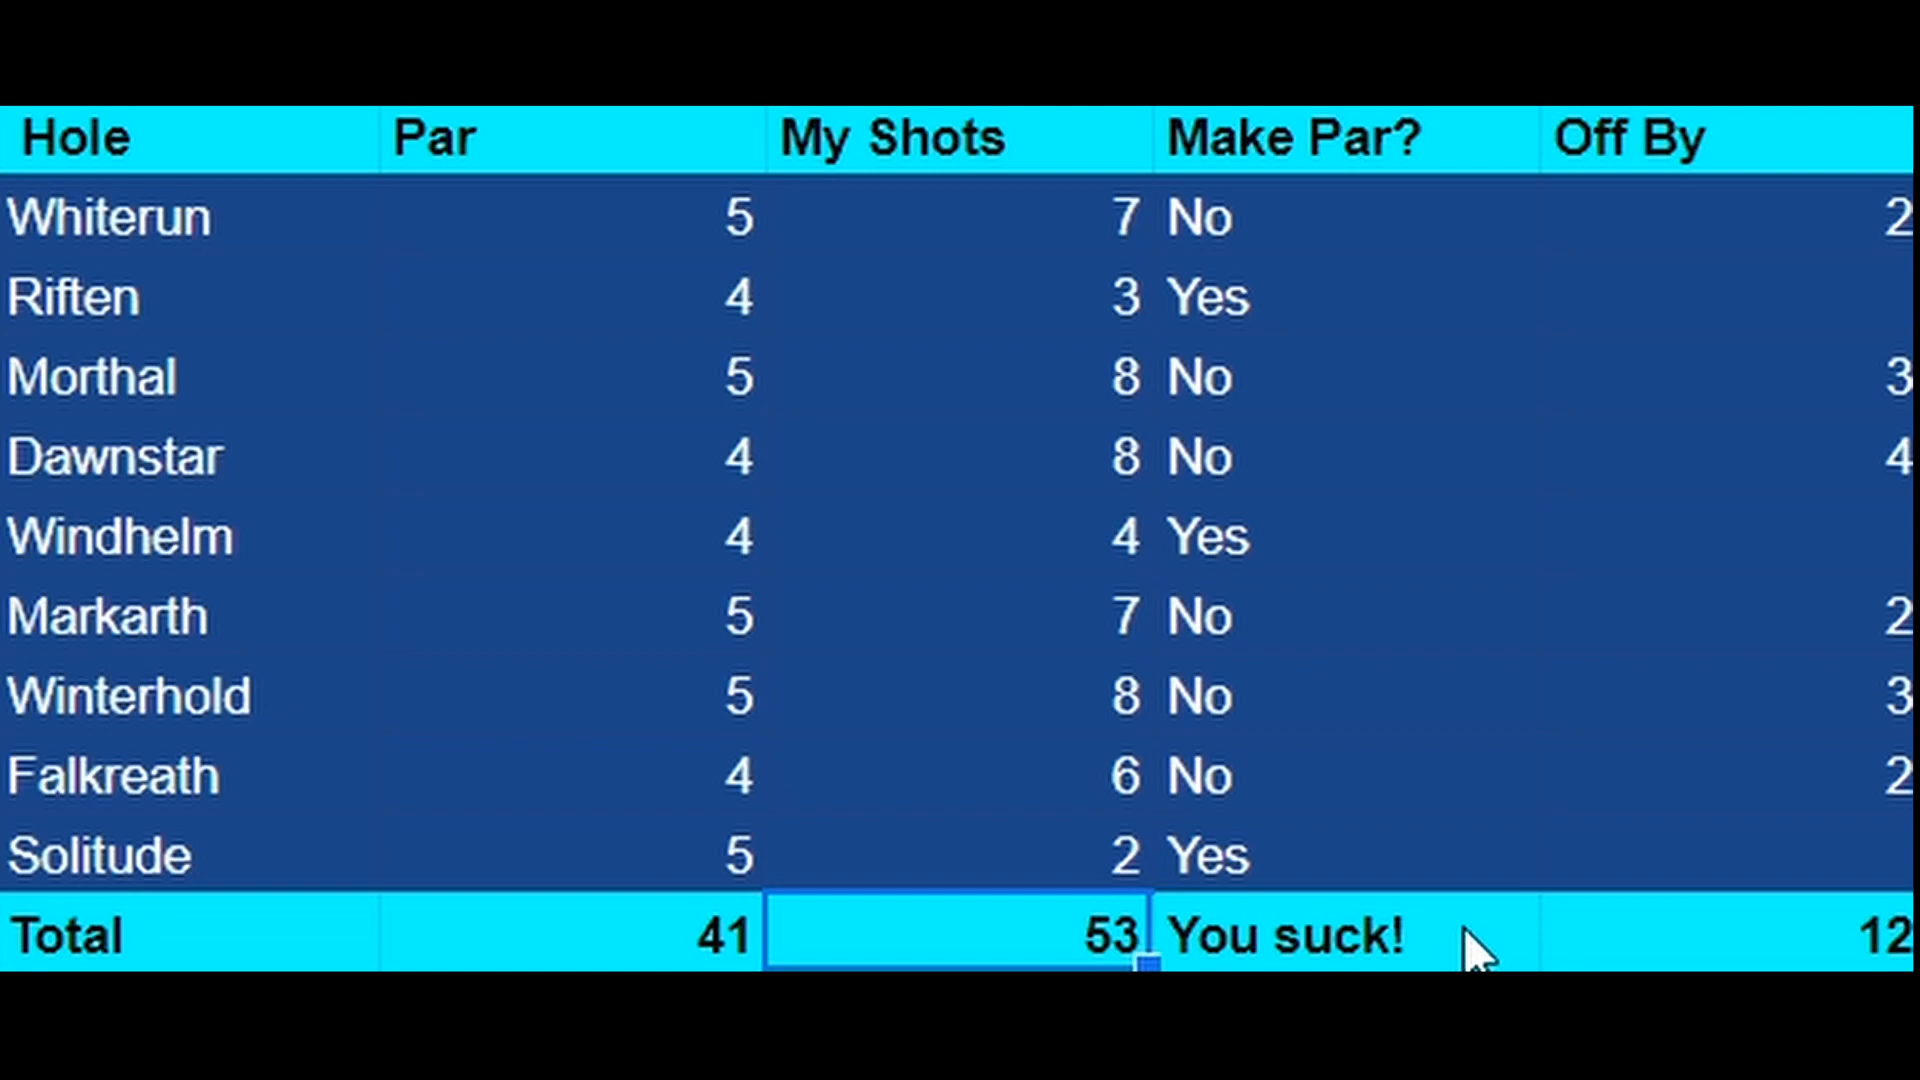 Hole Par My Shots Make Par? Off By
Whiterun 5 7 No 2
Riften 4 3 Yes
Morthal 5 8 No 3
Dawnstar 4 8 No 4
Windhelm 4 4 Yes
Markarth 5 7 No 2
Winterhold 5 8 No 3
Falkreath 4 6 No 2
Solitude 5 2 Yes
Total 41 53 You suck! 12